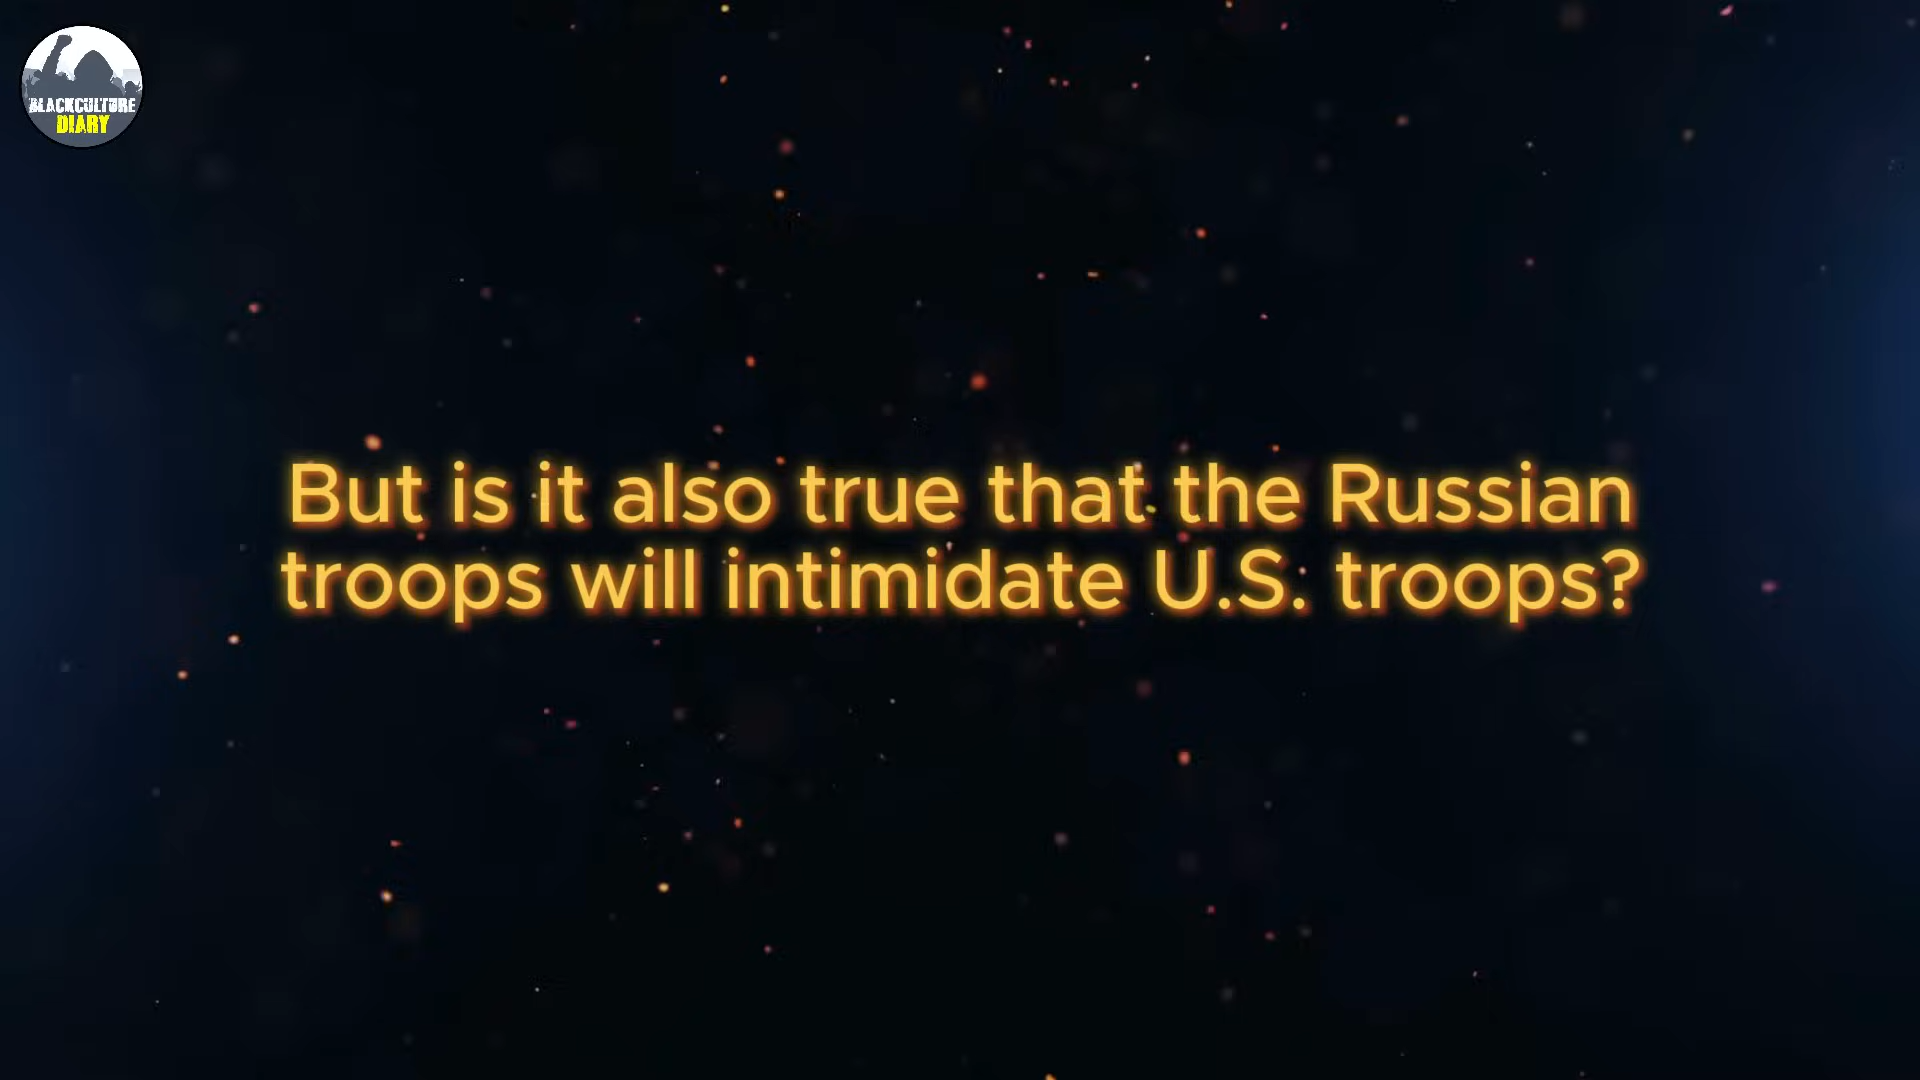 BLACKCULTURE
DIARY
But is it also true that the Russian
troops will intimidate U.S. troops?